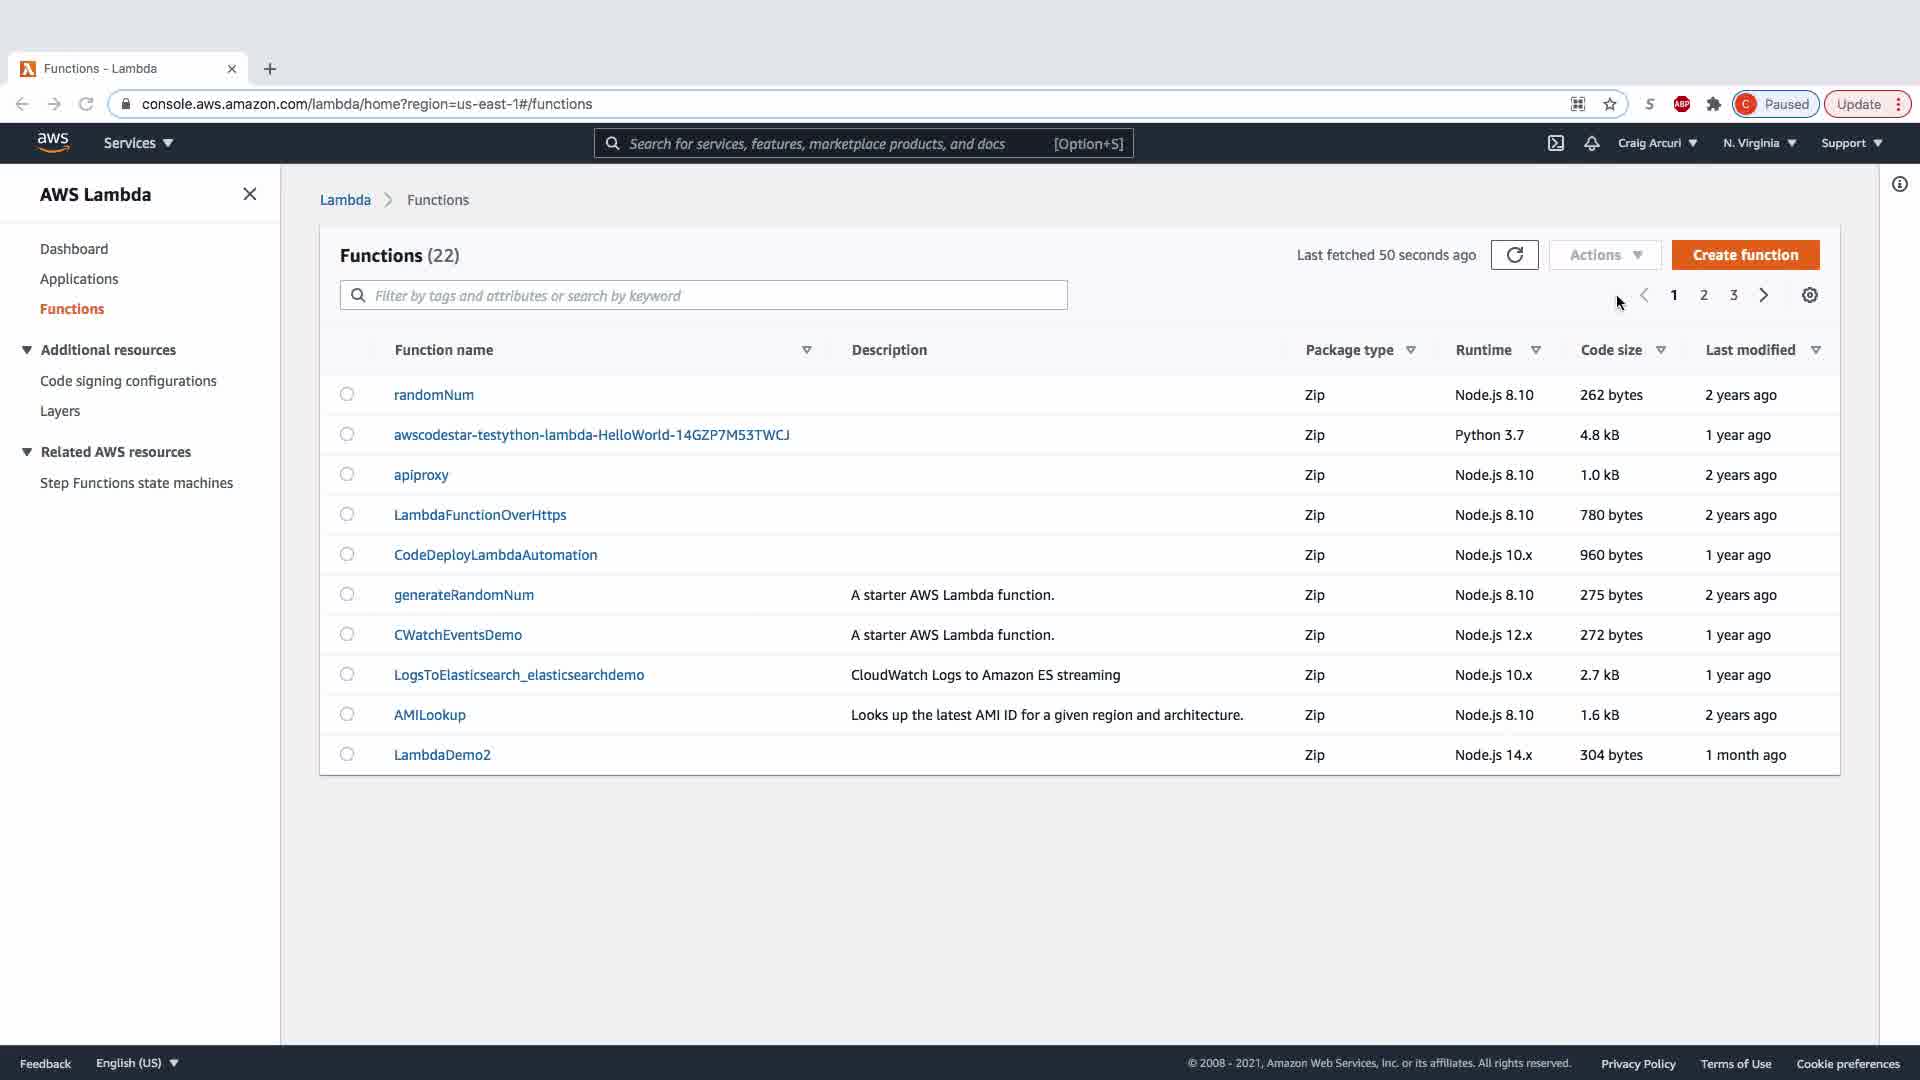 Functions - Lambda
console.aws.amazon.com/lambda/home?region=us-east-1#/functions
S ABP C Paused Update
aws Services Search for services, features, marketplace products, and docs [Option+S] Craig Arcuri N. Virginia Support
AWS Lambda
Dashboard
Applications
Functions
Additional resources
Code signing configurations
Layers
Related AWS resources
Step Functions state machines
Lambda Functions
Functions (22) Last fetched 50 seconds ago Actions Create function
Filter by tags and attributes or search by keyword 1 2 3
Function name Description Package type Runtime Code size Last modified
randomNum Zip Node.js 8.10 262 bytes 2 years ago
awscodestar-testython-lambda-HelloWorld-14GZP7M53TWCJ Zip Python 3.7 4.8 kB 1 year ago
apiproxy Zip Node.js 8.10 1.0 kB 2 years ago
LambdaFunctionOverHttps Zip Node.js 8.10 780 bytes 2 years ago
CodeDeployLambdaAutomation Zip Node.js 10.x 960 bytes 1 year ago
generateRandomNum A starter AWS Lambda function. Zip Node.js 8.10 275 bytes 2 years ago
CWatchEventsDemo A starter AWS Lambda function. Zip Node.js 12.x 272 bytes 1 year ago
LogsToElasticsearch_elasticsearchdemo CloudWatch Logs to Amazon ES streaming Zip Node.js 10.x 2.7 kB 1 year ago
AMILookup Looks up the latest AMI ID for a given region and architecture. Zip Node.js 8.10 1.6 kB 2 years ago
LambdaDemo2 Zip Node.js 14.x 304 bytes 1 month ago
Feedback English (US) © 2008 - 2021, Amazon Web Services, Inc. or its affiliates. All rights reserved. Privacy Policy Terms of Use Cookie preferences